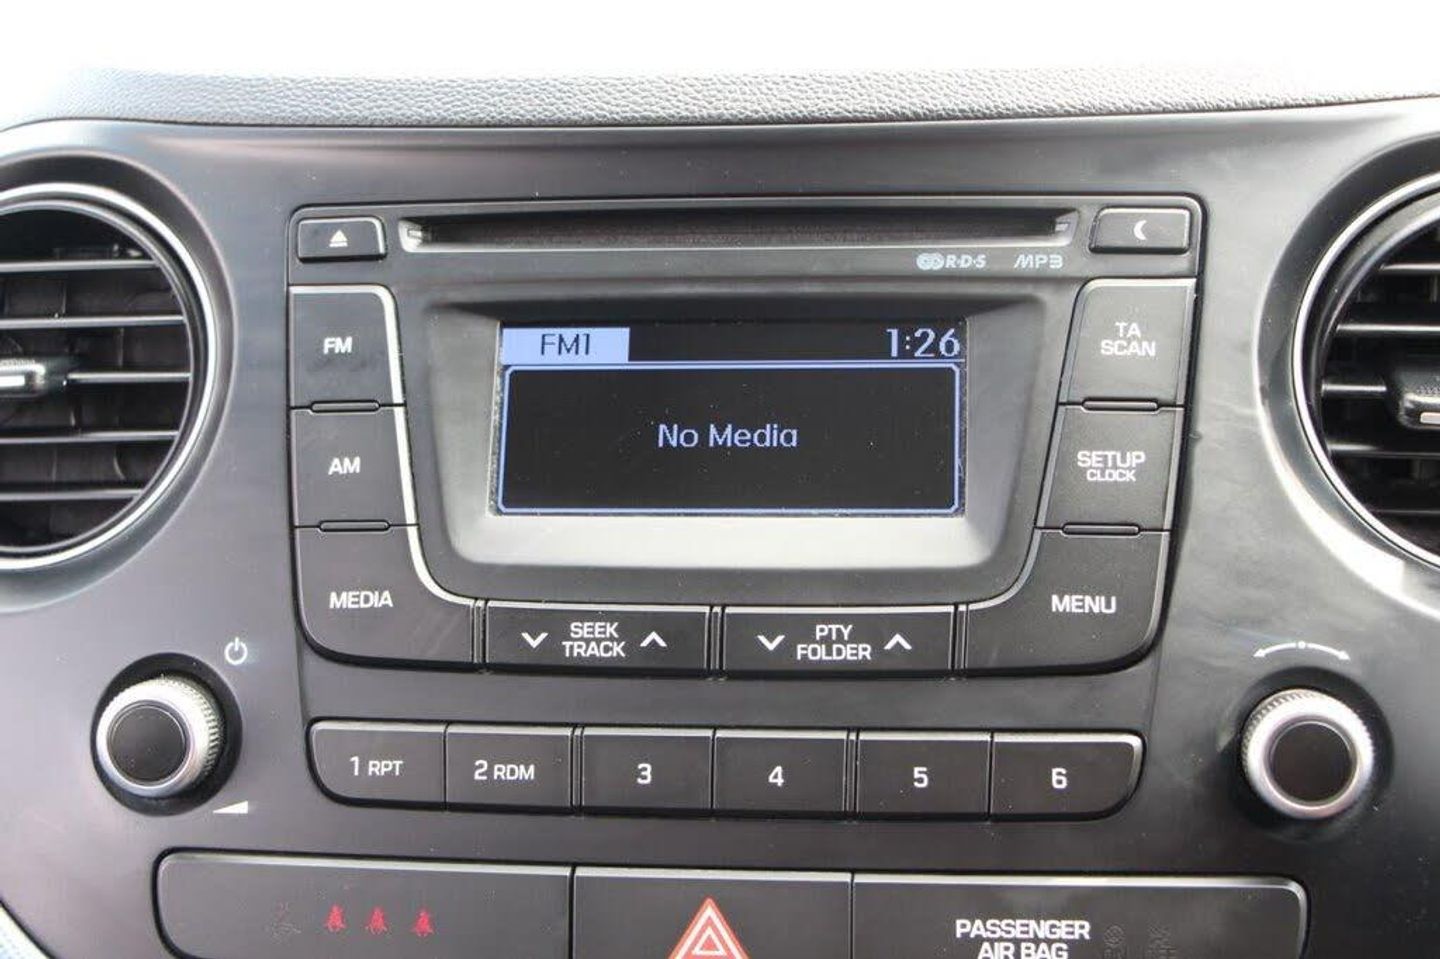 R·D·S MP3
FM
FM1 1:26
TA
SCAN
No Media
AM
SETUP
CLOCK
MEDIA
SEEK
TRACK
PTY
FOLDER
MENU
1 RPT 2 RDM 3 4 5 6
PASSENGER
AIR BAG